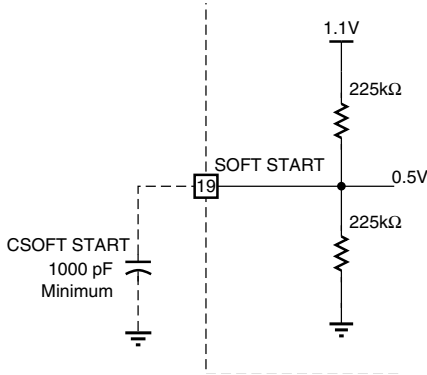 1.1V
225kΩ
SOFT START
19
0.5V
225kΩ
CSOFT START
1000 pF
Minimum